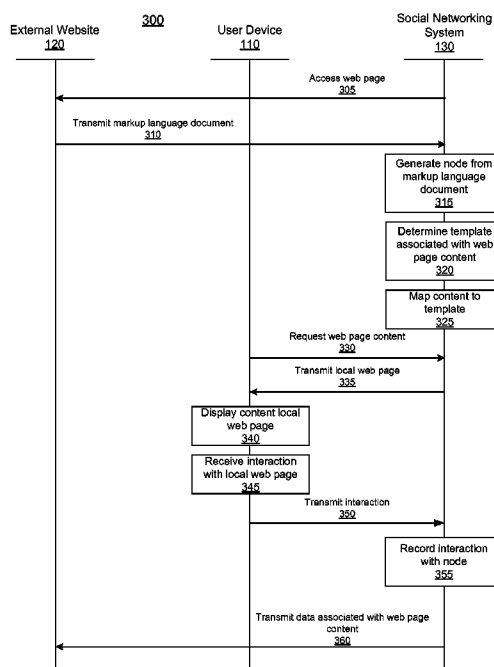 300
External Website
120
User Device
110
Social Networking
System
130
Access web page
305
Transmit markup language document
310
Generate node from
markup language
document
315
Determine template
associated with web
page content
320
Map content to
template
325
Request web page content
330
Transmit local web page
335
Display content local
web page
340
Receive interaction
with local web page
345
Transmit interaction
350
Record interaction
with node
355
Transmit data associated with web page
content
360